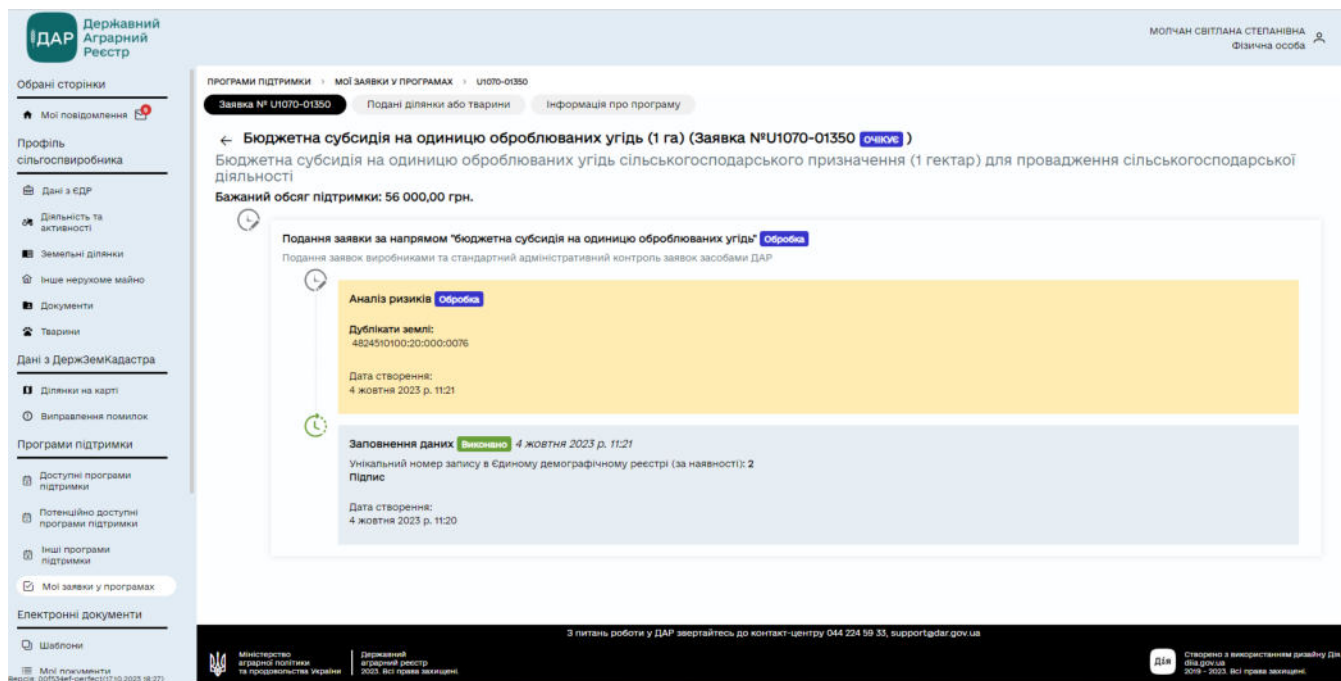 ДАР
Державний
Аграрний
Реєстр
МОЛЧАН СВІТЛАНА СТЕПАНІВНА
Фізична особа
Обрані сторінки
Мої повідомлення
Профіль
сільгоспвиробника
Дані з ЄДР
Діяльність та
активності
Земельні ділянки
Інше нерухоме майно
Документи
Тварини
Дані з ДержЗемКадастра
Ділянки на карті
Виправлення помилок
Програми підтримки
Доступні програми
підтримки
Потенційно доступні
програми підтримки
Інші програми
підтримки
Мої заявки у програмах
Електронні документи
Шаблони
Мої документи
ПРОГРАМИ ПІДТРИМКИ › МОЇ ЗАЯВКИ У ПРОГРАМАХ › U1070-01350
Заявка № U1070-01350 Подані ділянки або тварини Інформація про програму
← Бюджетна субсидія на одиницю оброблюваних угідь (1 га) (Заявка №U1070-01350 очікує )
Бюджетна субсидія на одиницю оброблюваних угідь сільськогосподарського призначення (1 гектар) для провадження сільськогосподарської
діяльності
Бажаний обсяг підтримки: 56 000,00 грн.
Подання заявки за напрямом "бюджетна субсидія на одиницю оброблюваних угідь" Обробка
Подання заявок виробниками та стандартний адміністративний контроль заявок засобами ДАР
Аналіз ризиків Обробка
Дублікати землі:
4824510100:20:000:0076
Дата створення:
4 жовтня 2023 р. 11:21
Заповнення даних Виконано 4 жовтня 2023 р. 11:21
Унікальний номер запису в Єдиному демографічному реєстрі (за наявності): 2
Підпис
Дата створення:
4 жовтня 2023 р. 11:20
З питань роботи у ДАР звертайтесь до контакт-центру 044 224 59 33, support@dar.gov.ua
Міністерство
аграрної політики
та продовольства України
Державний
аграрний реєстр
2023. Всі права захищені.
Дія
Створено з використанням дизайну Дія
diia.gov.ua
2019 - 2023. Всі права захищені.